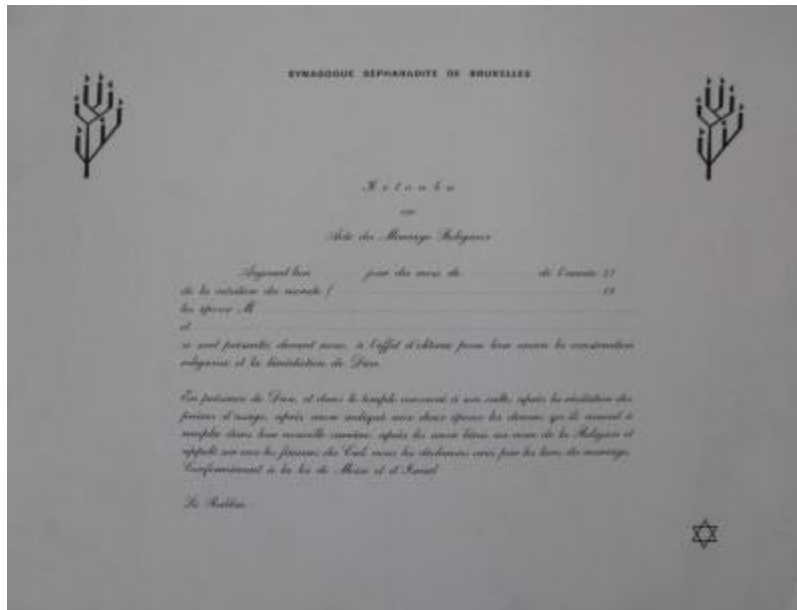 SYNAGOGUE SÉPHARADITE DE BRUXELLES
Ketouba
ou
Acte du Mariage Religieux
Aujourd'hui jour du mois de de l'année 57
de la création du monde ( 19
les époux M
et
se sont présentés devant nous, à l'effet d'obtenir pour leur union la consécration
religieuse et la bénédiction de Dieu.
En présence de Dieu, et dans le temple consacré à son culte, après la récitation des
prières d'usage, après avoir indiqué aux deux époux les devoirs qu'ils auront à
remplir dans leur nouvelle carrière, après les avoir bénis au nom de la Religion et
appelé sur eux les faveurs du Ciel, nous les déclarons unis par les liens du mariage,
Conformément à la loi de Moïse et d'Israël.
Le Rabbin